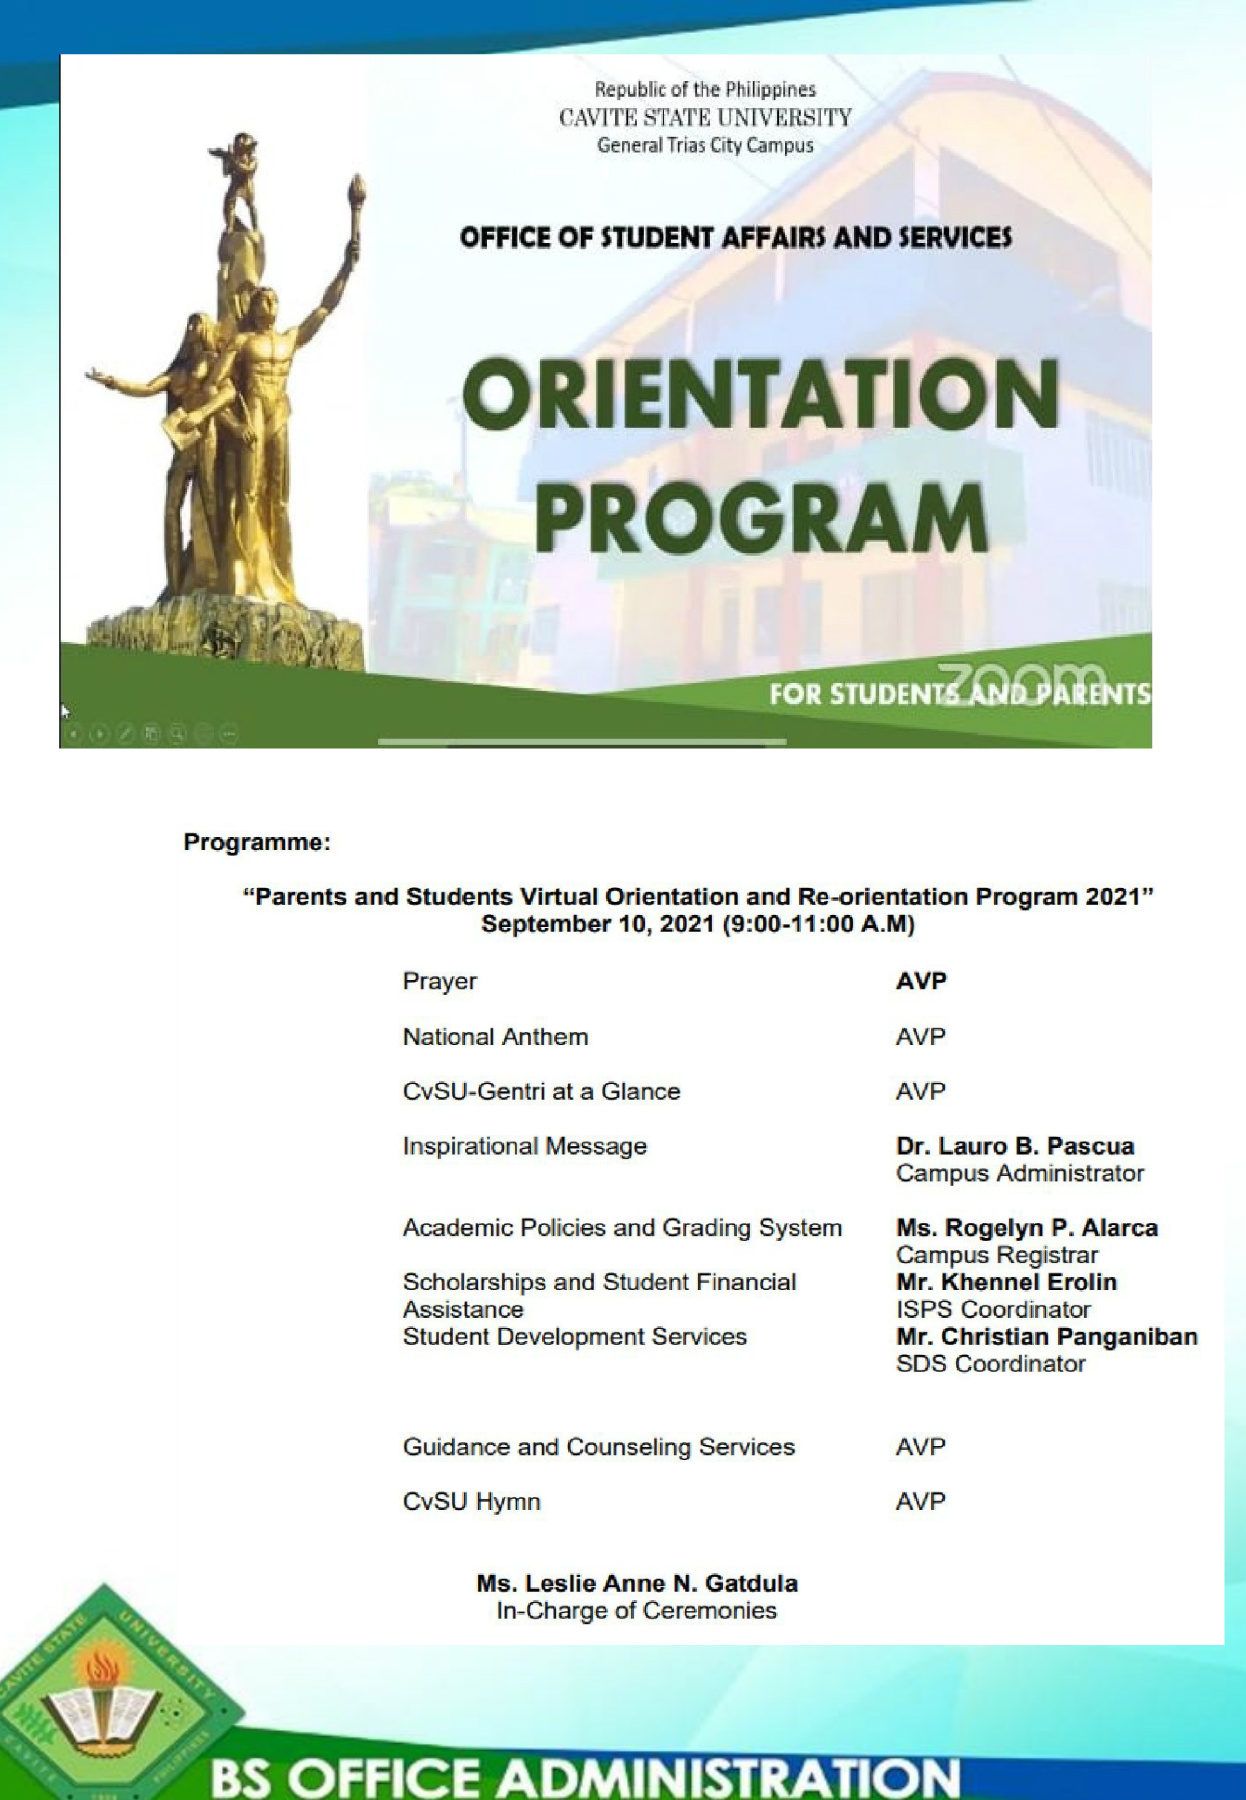 Republic of the Philippines
CAVITE STATE UNIVERSITY
General Trias City Campus
OFFICE OF STUDENT AFFAIRS AND SERVICES
ORIENTATION
PROGRAM
zoom
FOR STUDENTS AND PARENTS
Programme:
“Parents and Students Virtual Orientation and Re-orientation Program 2021”
September 10, 2021 (9:00-11:00 A.M)
Prayer AVP
National Anthem AVP
CvSU-Gentri at a Glance AVP
Inspirational Message Dr. Lauro B. Pascua
Campus Administrator
Academic Policies and Grading System Ms. Rogelyn P. Alarca
Campus Registrar
Scholarships and Student Financial Mr. Khennel Erolin
Assistance ISPS Coordinator
Student Development Services Mr. Christian Panganiban
SDS Coordinator
Guidance and Counseling Services AVP
CvSU Hymn AVP
Ms. Leslie Anne N. Gatdula
In-Charge of Ceremonies
CAVITE STATE UNIVERSITY
CAVITE PHILIPPINES
BS OFFICE ADMINISTRATION